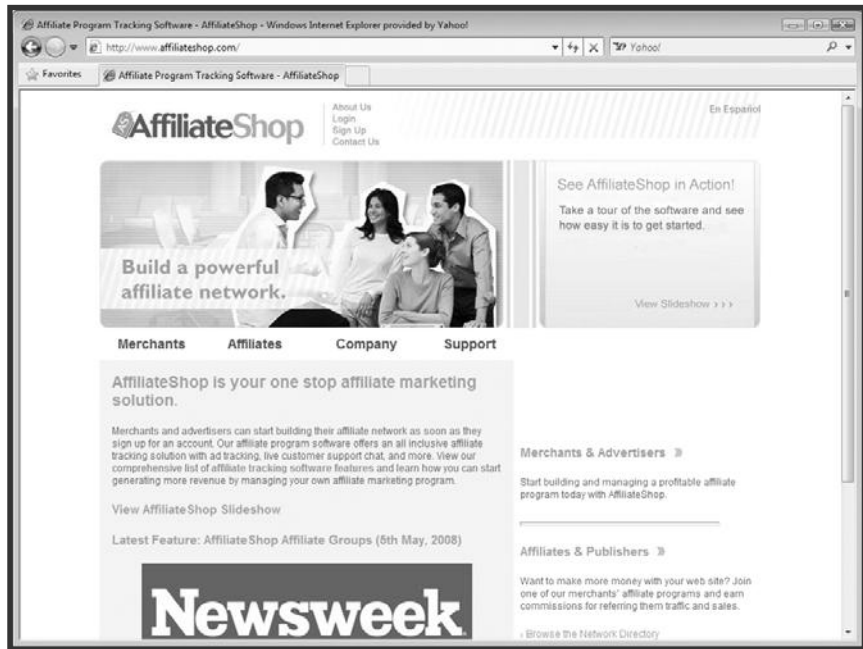 Affiliate Program Tracking Software - AffiliateShop - Windows Internet Explorer provided by Yahoo!
http://www.affiliateshop.com/
Yahoo!
Favorites
Affiliate Program Tracking Software - AffiliateShop
AffiliateShop
About Us
Login
Sign Up
Contact Us
En Español
Build a powerful
affiliate network.
See AffiliateShop in Action!
Take a tour of the software and see
how easy it is to get started.
View Slideshow > > >
Merchants Affiliates Company Support
AffiliateShop is your one stop affiliate marketing
solution.
Merchants and advertisers can start building their affiliate network as soon as they
sign up for an account. Our affiliate program software offers an all inclusive affiliate
tracking solution with ad tracking, live customer support chat, and more. View our
comprehensive list of affiliate tracking software features and learn how you can start
generating more revenue by managing your own affiliate marketing program.
View AffiliateShop Slideshow
Latest Feature: AffiliateShop Affiliate Groups (5th May, 2008)
Newsweek
Merchants & Advertisers »
Start building and managing a profitable affiliate
program today with AffiliateShop.
Affiliates & Publishers »
Want to make more money with your web site? Join
one of our merchants' affiliate programs and earn
commissions for referring them traffic and sales.
› Browse the Network Directory